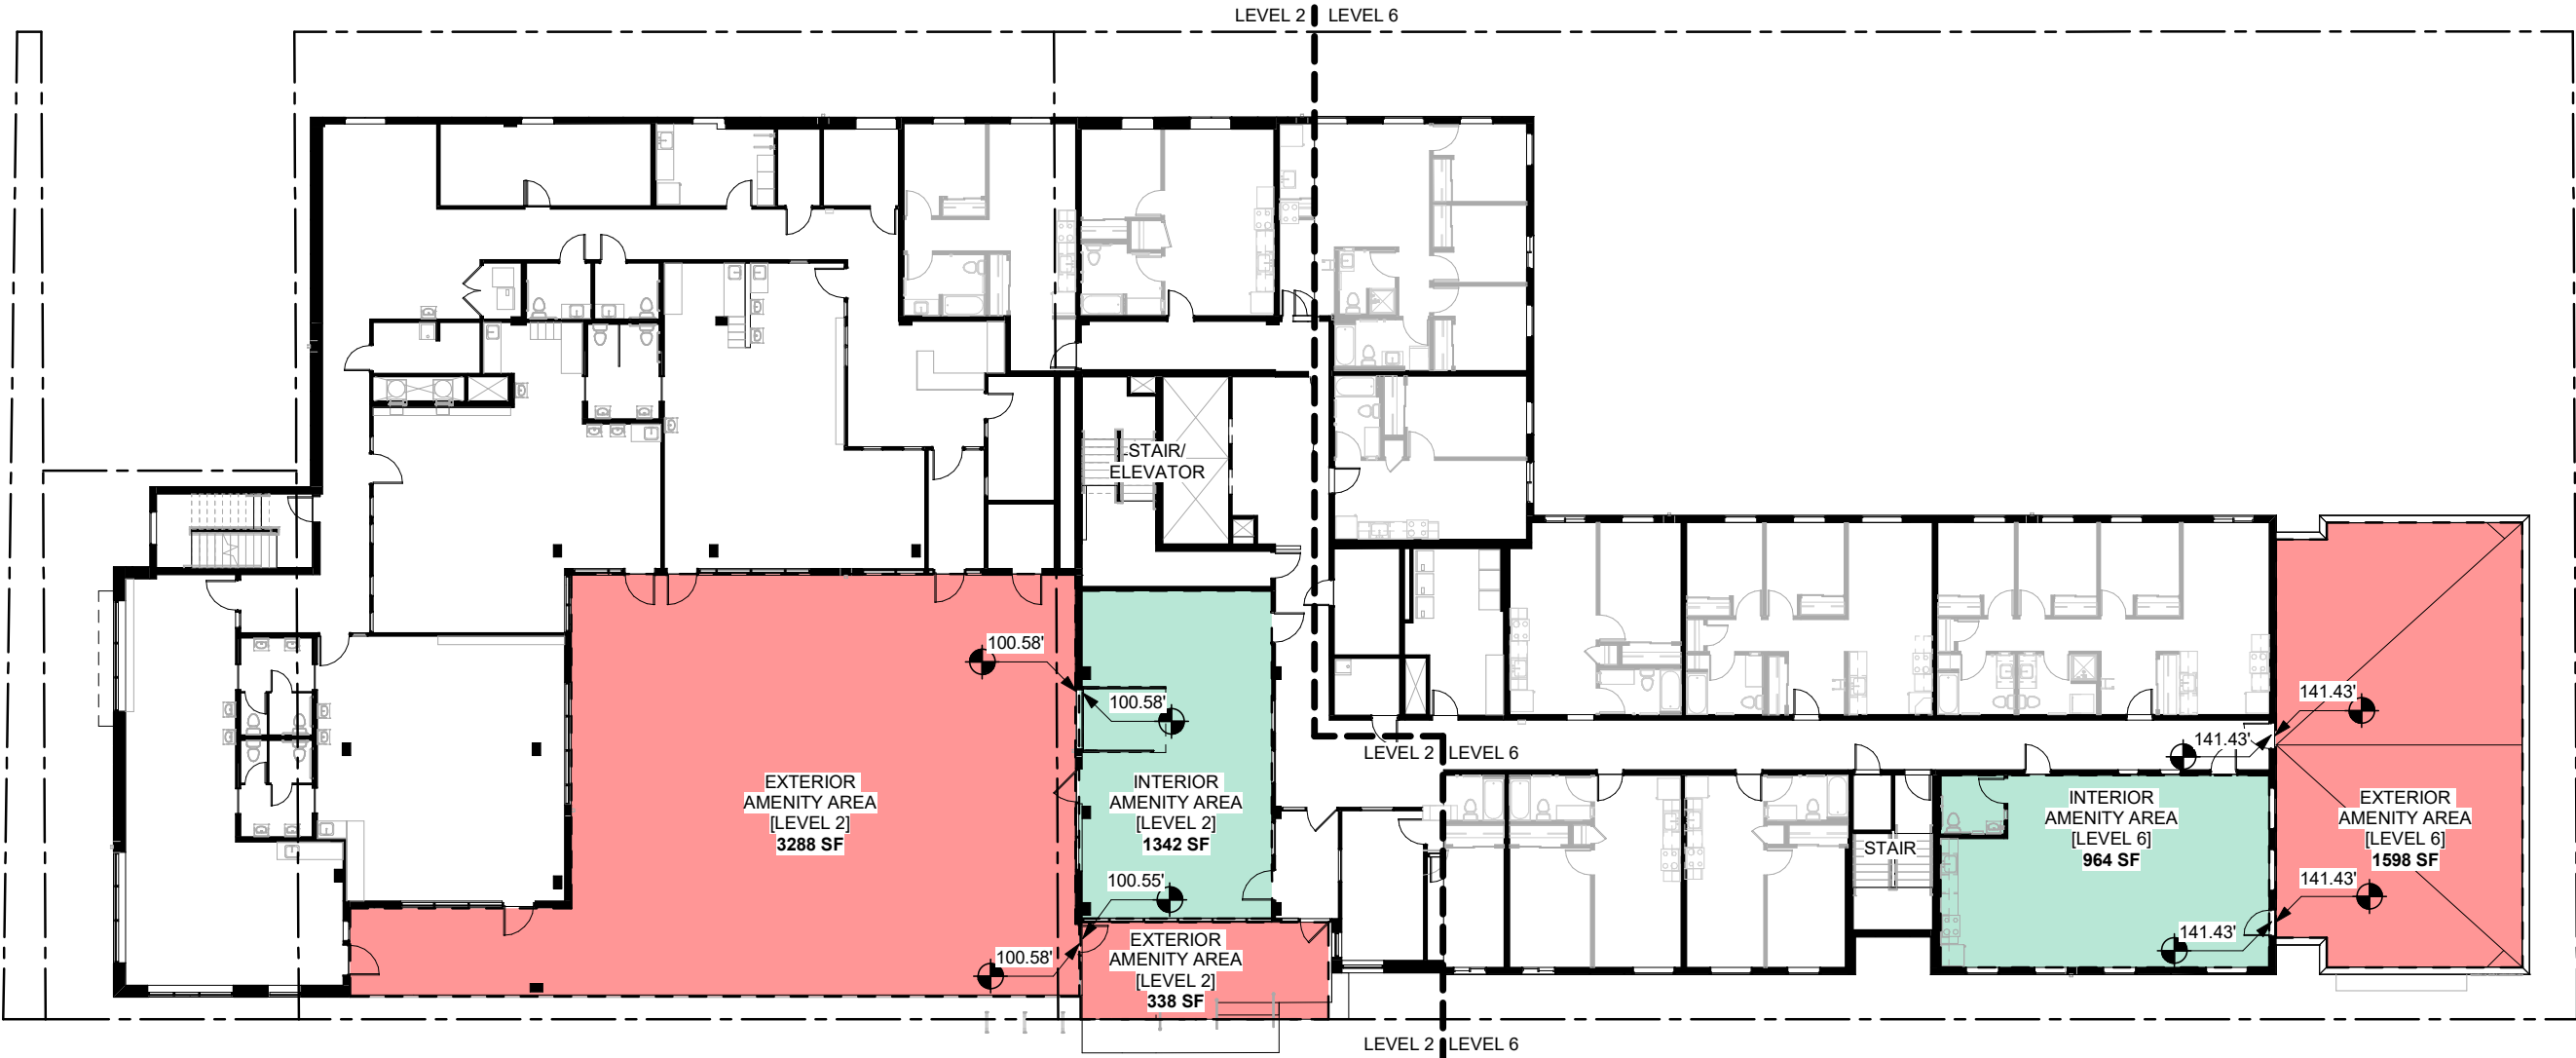 LEVEL 2 LEVEL 6
STAIR/
ELEVATOR
100.58'
100.58'
141.43'
141.43'
LEVEL 2 LEVEL 6
EXTERIOR
AMENITY AREA
[LEVEL 2]
3288 SF
INTERIOR
AMENITY AREA
[LEVEL 2]
1342 SF
INTERIOR
AMENITY AREA
[LEVEL 6]
964 SF
EXTERIOR
AMENITY AREA
[LEVEL 6]
1598 SF
STAIR
100.55'
141.43'
141.43'
100.58'
EXTERIOR
AMENITY AREA
[LEVEL 2]
338 SF
LEVEL 2 LEVEL 6